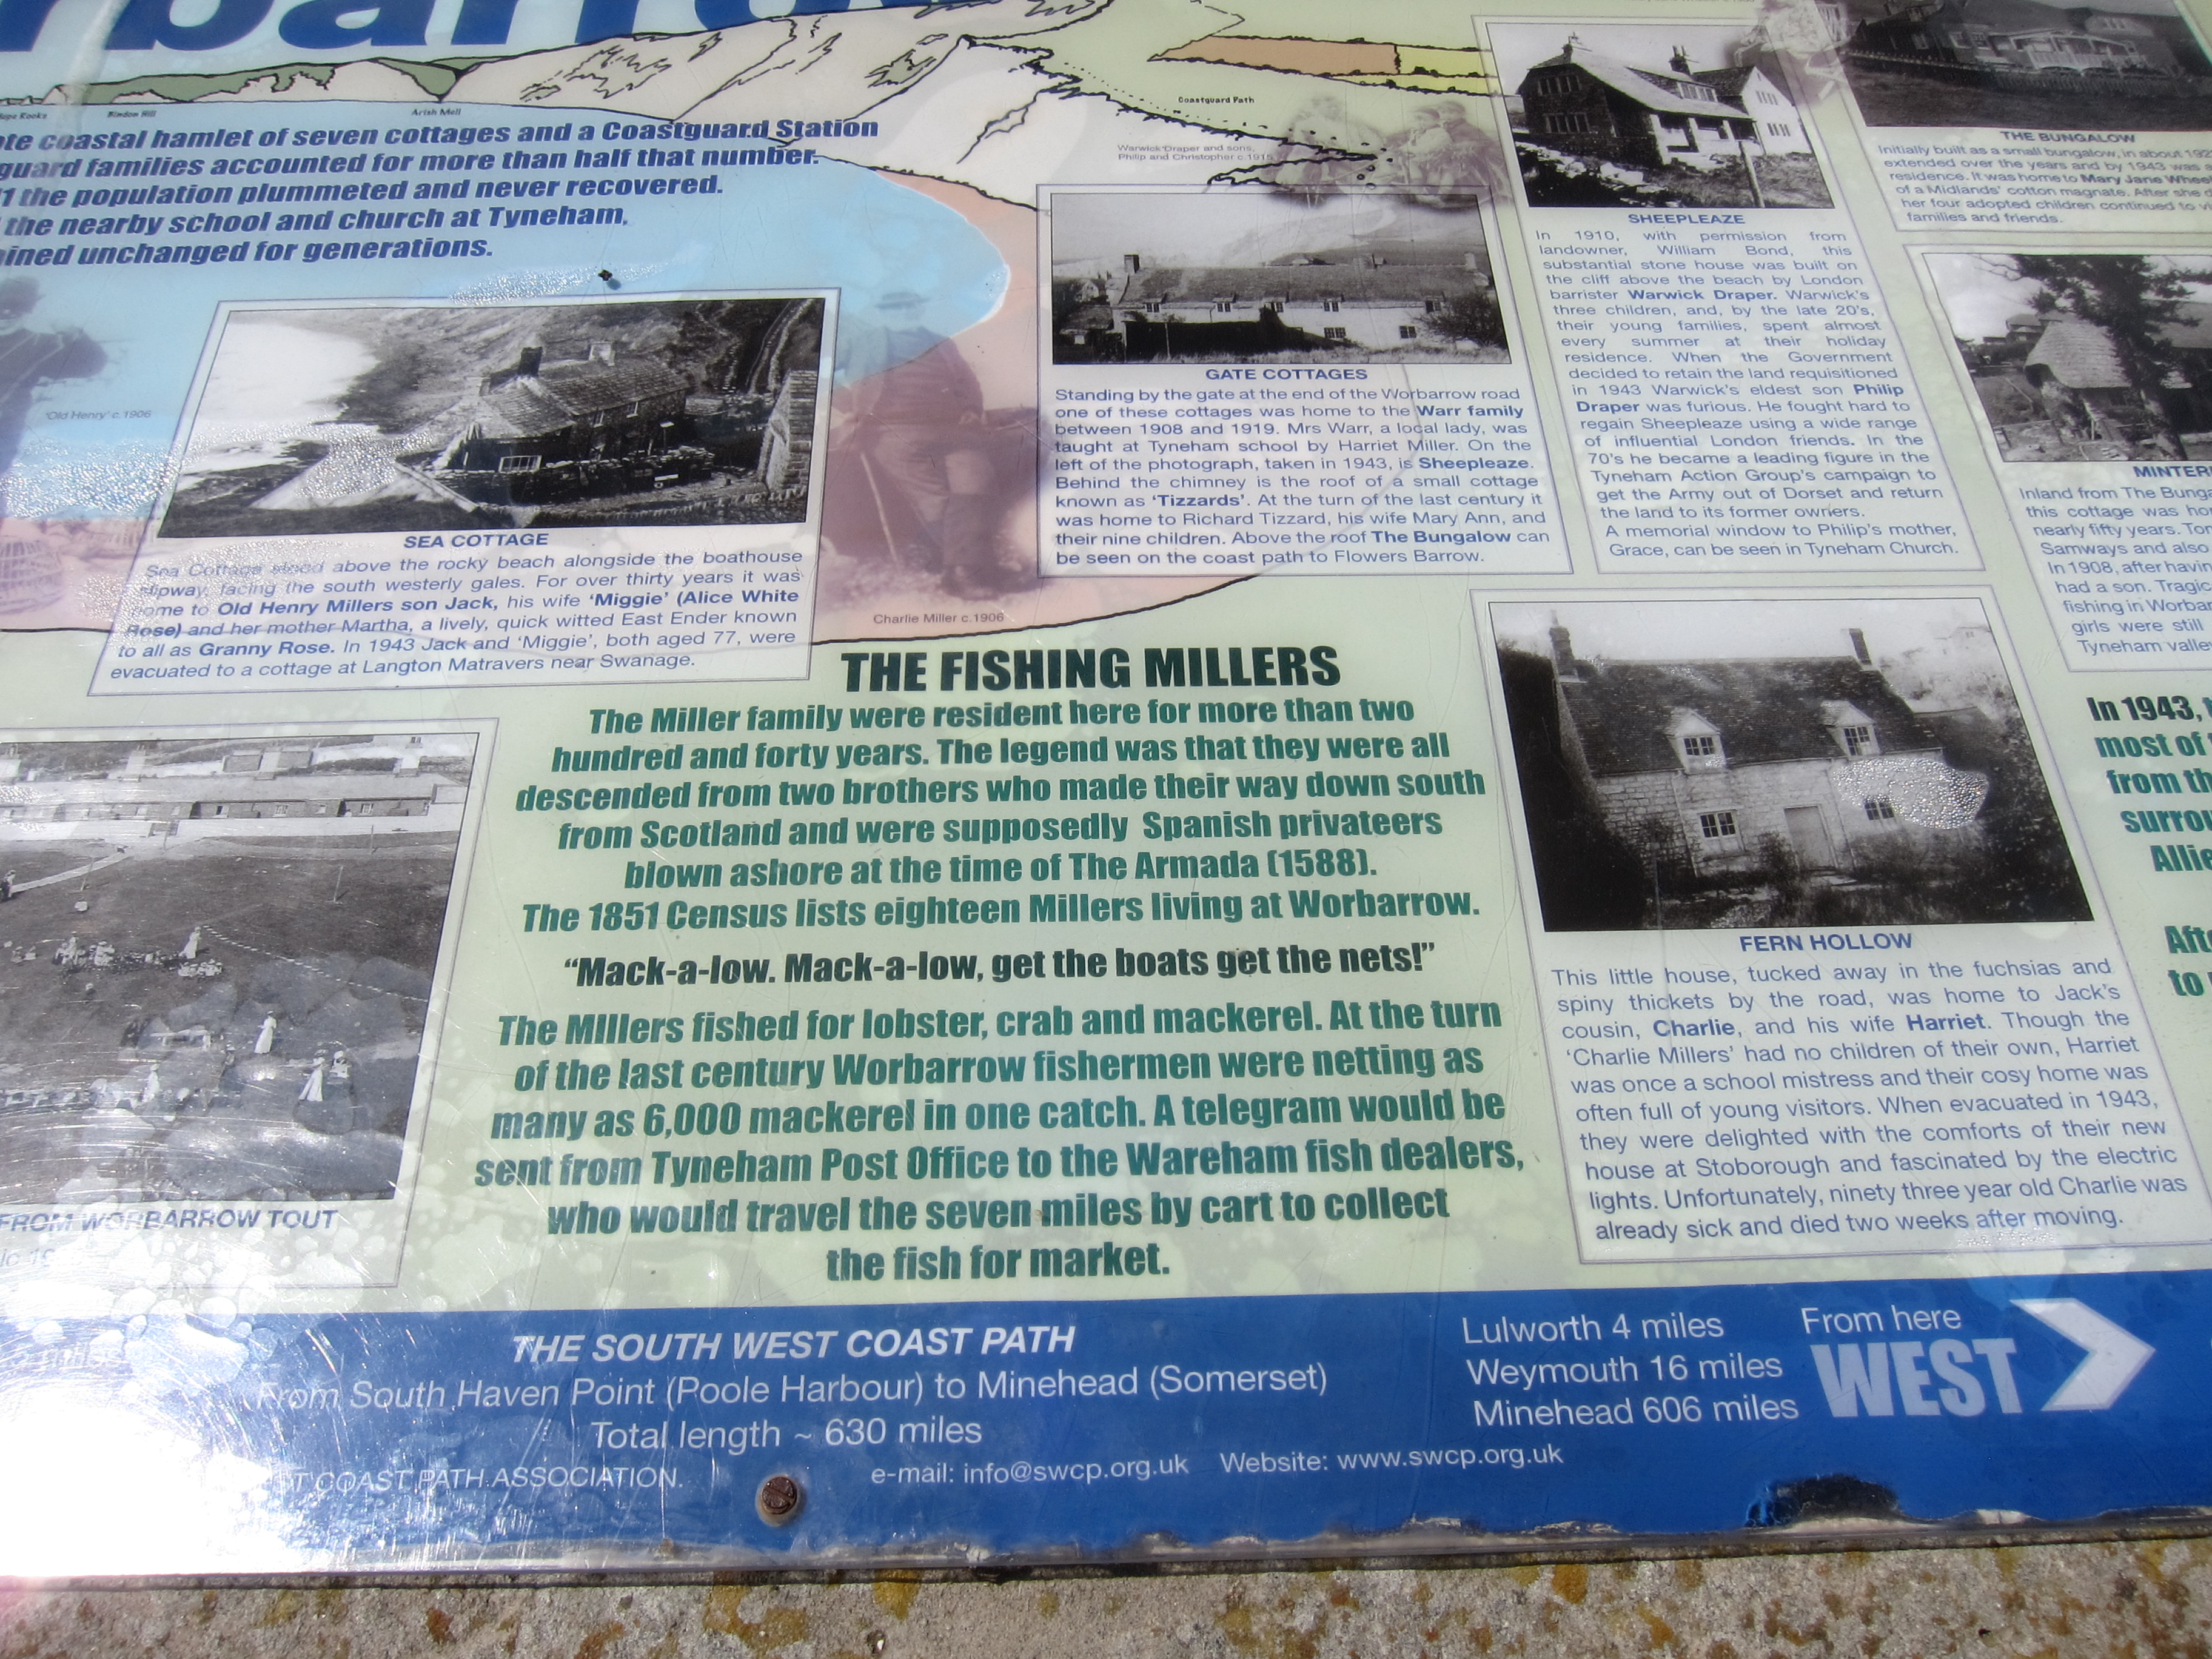 Bindon Hill
Arish Mell
Coastguard Path
coastal hamlet of seven cottages and a Coastguard Station
guard families accounted for more than half that number.
the population plummeted and never recovered.
the nearby school and church at Tyneham,
unchanged for generations.
Warwick Draper and sons,
Philip and Christopher c.1915
'Old Henry' c.1906
SEA COTTAGE
Sea Cottage stood above the rocky beach alongside the boathouse
slipway, facing the south westerly gales. For over thirty years it was
home to Old Henry Millers son Jack, his wife 'Miggie' (Alice White
Rose) and her mother Martha, a lively, quick witted East Ender known
to all as Granny Rose. In 1943 Jack and 'Miggie', both aged 77, were
evacuated to a cottage at Langton Matravers near Swanage.
Charlie Miller c.1906
GATE COTTAGES
Standing by the gate at the end of the Worbarrow road
one of these cottages was home to the Warr family
between 1908 and 1919. Mrs Warr, a local lady, was
taught at Tyneham school by Harriet Miller. On the
left of the photograph, taken in 1943, is Sheepleaze.
Behind the chimney is the roof of a small cottage
known as 'Tizzards'. At the turn of the last century it
was home to Richard Tizzard, his wife Mary Ann, and
their nine children. Above the roof The Bungalow can
be seen on the coast path to Flowers Barrow.
SHEEPLEAZE
In 1910, with permission from
landowner, William Bond, this
substantial stone house was built on
the cliff above the beach by London
barrister Warwick Draper. Warwick's
three children, and, by the late 20's,
their young families, spent almost
every summer at their holiday
residence. When the Government
decided to retain the land requisitioned
in 1943 Warwick's eldest son Philip
Draper was furious. He fought hard to
regain Sheepleaze using a wide range
of influential London friends. In the
70's he became a leading figure in the
Tyneham Action Group's campaign to
get the Army out of Dorset and return
the land to its former owners.
A memorial window to Philip's mother,
Grace, can be seen in Tyneham Church.
THE BUNGALOW
Initially built as a small bungalow, in about
extended over the years and by 1943 was
residence. It was home to Mary Jane
of a Midlands' cotton magnate. After she
her four adopted children continued to
families and friends.
Inland from The
this cottage was
nearly fifty years.
Samways and also
In 1908, after
had a son.
fishing in
girls were still
Tyneham
FERN HOLLOW
This little house, tucked away in the fuchsias and
spiny thickets by the road, was home to Jack's
cousin, Charlie, and his wife Harriet. Though the
'Charlie Millers' had no children of their own, Harriet
was once a school mistress and their cosy home was
often full of young visitors. When evacuated in 1943,
they were delighted with the comforts of their new
house at Stoborough and fascinated by the electric
lights. Unfortunately, ninety three year old Charlie was
already sick and died two weeks after moving.
In 1943,
most of
from
to
THE FISHING MILLERS
The Miller family were resident here for more than two
hundred and forty years. The legend was that they were all
descended from two brothers who made their way down south
from Scotland and were supposedly Spanish privateers
blown ashore at the time of The Armada (1588).
The 1851 Census lists eighteen Millers living at Worbarrow.
“Mack-a-low. Mack-a-low, get the boats get the nets!”
The MIllers fished for lobster, crab and mackerel. At the turn
of the last century Worbarrow fishermen were netting as
many as 6,000 mackerel in one catch. A telegram would be
sent from Tyneham Post Office to the Wareham fish dealers,
who would travel the seven miles by cart to collect
the fish for market.
FROM WORBARROW TOUT
THE SOUTH WEST COAST PATH
From South Haven Point (Poole Harbour) to Minehead (Somerset)
Total length ~ 630 miles
COAST PATH ASSOCIATION.
e-mail: info@swcp.org.uk Website: www.swcp.org.uk
Lulworth 4 miles
Weymouth 16 miles
Minehead 606 miles
From here
WEST